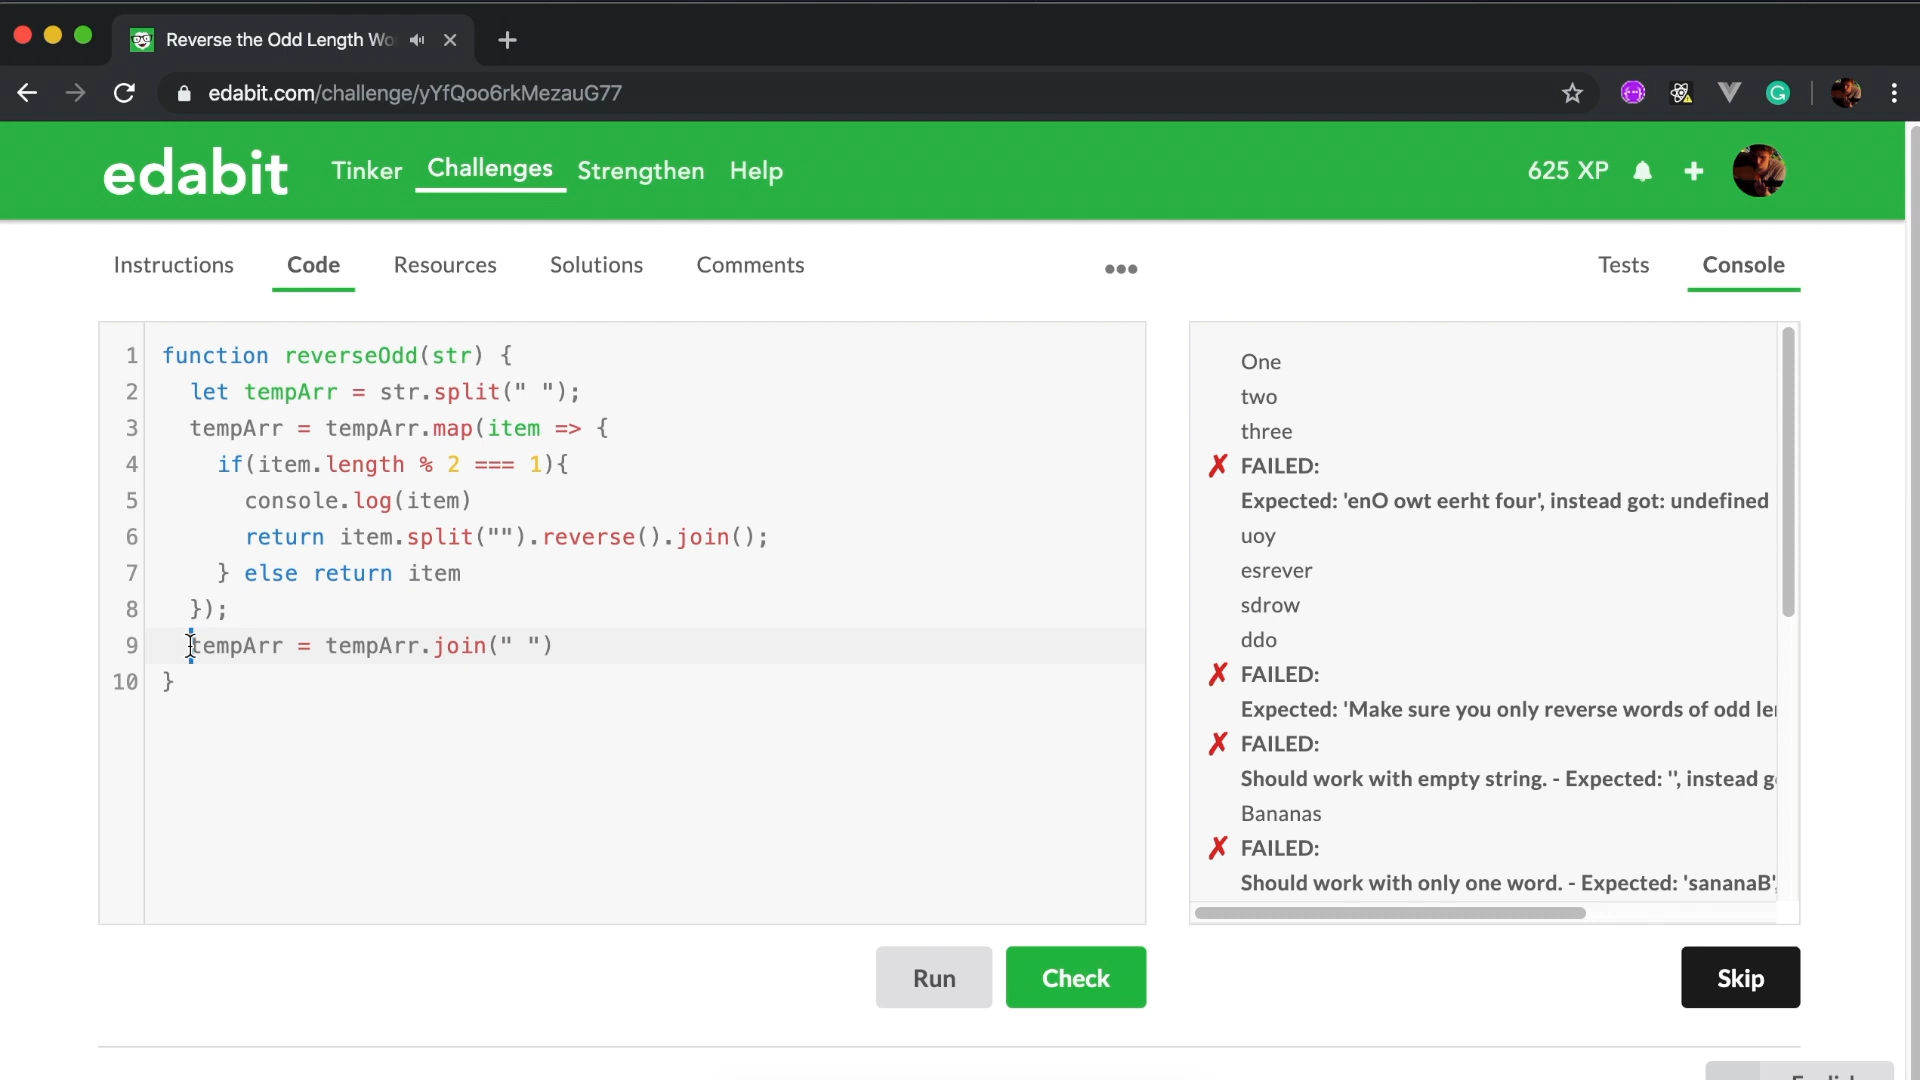 Reverse the Odd Length Wo
edabit.com/challenge/yYfQoo6rkMezauG77
edabit Tinker Challenges Strengthen Help 625 XP
Instructions Code Resources Solutions Comments ••• Tests Console
1 function reverseOdd(str) {
2 let tempArr = str.split(" ");
3 tempArr = tempArr.map(item => {
4 if(item.length % 2 === 1){
5 console.log(item)
6 return item.split("").reverse().join();
7 } else return item
8 });
9 tempArr = tempArr.join(" ")
10 }
One
two
three
✗ FAILED:
Expected: 'enO owt eerht four', instead got: undefined
uoy
esrever
sdrow
ddo
✗ FAILED:
Expected: 'Make sure you only reverse words of odd le
✗ FAILED:
Should work with empty string. - Expected: '', instead g
Bananas
✗ FAILED:
Should work with only one word. - Expected: 'sananaB'
Run Check Skip